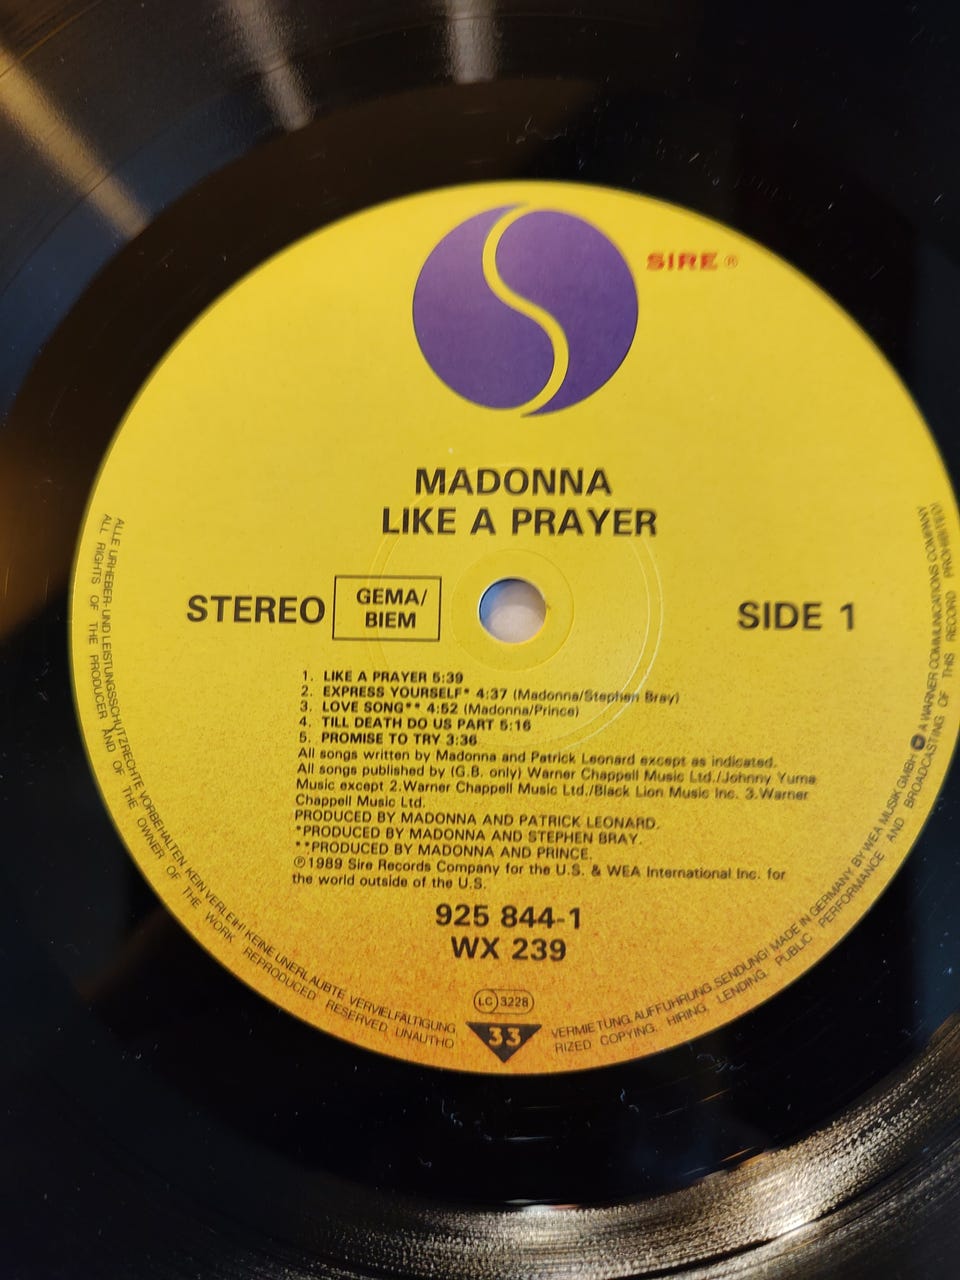 SIRE ®
MADONNA
LIKE A PRAYER
STEREO
GEMA/
BIEM
SIDE 1
1. LIKE A PRAYER 5:39
2. EXPRESS YOURSELF* 4:37 (Madonna/Stephen Bray)
3. LOVE SONG** 4:52 (Madonna/Prince)
4. TILL DEATH DO US PART 5:16
5. PROMISE TO TRY 3:36
All songs written by Madonna and Patrick Leonard except as indicated.
All songs published by (G.B. only) Warner Chappell Music Ltd./Johnny Yuma
Music except 2.Warner Chappell Music Ltd./Black Lion Music Inc. 3.Warner
Chappell Music Ltd.
PRODUCED BY MADONNA AND PATRICK LEONARD.
*PRODUCED BY MADONNA AND STEPHEN BRAY.
**PRODUCED BY MADONNA AND PRINCE.
℗1989 Sire Records Company for the U.S. & WEA International Inc. for
the world outside of the U.S.
925 844-1
WX 239
LC 3228
33
ALLE URHEBER- UND LEISTUNGSSCHUTZRECHTE VORBEHALTEN. KEIN VERLEIH! KEINE UNERLAUBTE VERVIELFÄLTIGUNG, VERMIETUNG, AUFFÜHRUNG, SENDUNG! MADE IN GERMANY BY WEA MUSIK GMBH A WARNER COMMUNICATIONS COMPANY
ALL RIGHTS OF THE PRODUCER AND OF THE OWNER OF THE WORK REPRODUCED RESERVED. UNAUTHORIZED COPYING, HIRING, LENDING, PUBLIC PERFORMANCE AND BROADCASTING OF THIS RECORD PROHIBITED!